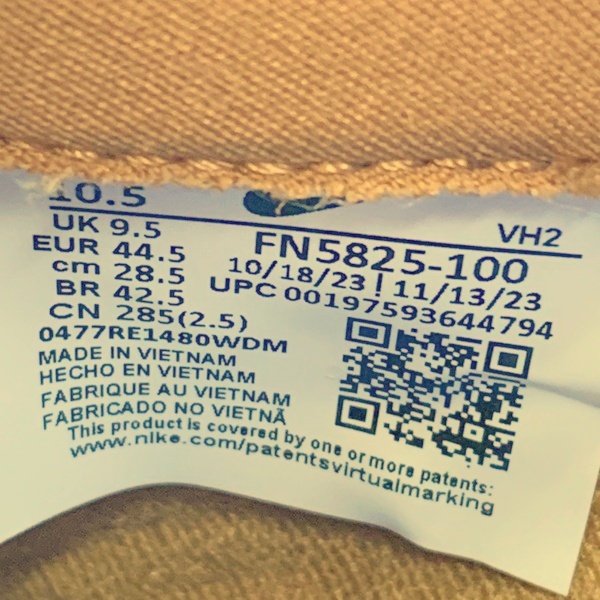 10.5
UK 9.5
EUR 44.5
cm 28.5
BR 42.5
CN 285(2.5)
0477RE1480WDM
MADE IN VIETNAM
HECHO EN VIETNAM
FABRIQUE AU VIETNAM
FABRICADO NO VIETNÃ
VH2
FN5825-100
10/18/23 | 11/13/23
UPC 00197593644794
This product is covered by one or more patents:
www.nike.com/patentsvirtualmarking